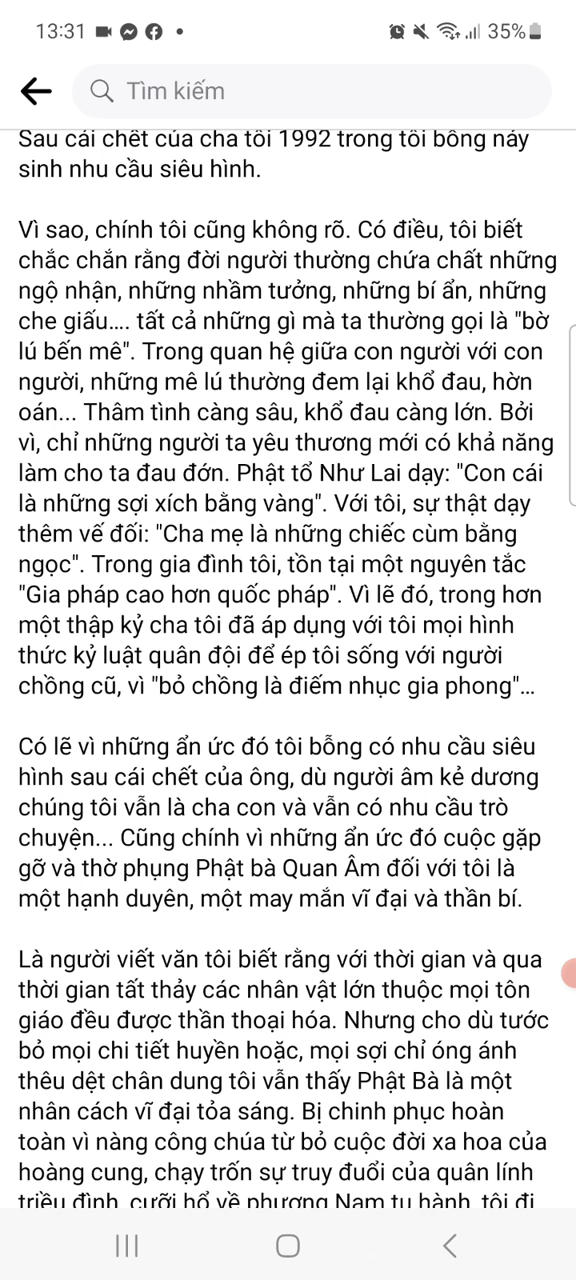 13:31
35%
Tìm kiếm
Sau cái chết của cha tôi 1992 trong tôi bỗng nảy
sinh nhu cầu siêu hình.
Vì sao, chính tôi cũng không rõ. Có điều, tôi biết
chắc chắn rằng đời người thường chứa chất những
ngộ nhận, những nhầm tưởng, những bí ẩn, những
che giấu.... tất cả những gì mà ta thường gọi là "bờ
lú bến mê". Trong quan hệ giữa con người với con
người, những mê lú thường đem lại khổ đau, hờn
oán... Thâm tình càng sâu, khổ đau càng lớn. Bởi
vì, chỉ những người ta yêu thương mới có khả năng
làm cho ta đau đớn. Phật tổ Như Lai dạy: "Con cái
là những sợi xích bằng vàng". Với tôi, sự thật dạy
thêm vế đối: "Cha mẹ là những chiếc cùm bằng
ngọc". Trong gia đình tôi, tồn tại một nguyên tắc
"Gia pháp cao hơn quốc pháp". Vì lẽ đó, trong hơn
một thập kỷ cha tôi đã áp dụng với tôi mọi hình
thức kỷ luật quân đội để ép tôi sống với người
chồng cũ, vì "bỏ chồng là điếm nhục gia phong"...
Có lẽ vì những ẩn ức đó tôi bỗng có nhu cầu siêu
hình sau cái chết của ông, dù người âm kẻ dương
chúng tôi vẫn là cha con và vẫn có nhu cầu trò
chuyện... Cũng chính vì những ẩn ức đó cuộc gặp
gỡ và thờ phụng Phật bà Quan Âm đối với tôi là
một hạnh duyên, một may mắn vĩ đại và thần bí.
Là người viết văn tôi biết rằng với thời gian và qua
thời gian tất thảy các nhân vật lớn thuộc mọi tôn
giáo đều được thần thoại hóa. Nhưng cho dù tước
bỏ mọi chi tiết huyền hoặc, mọi sợi chỉ óng ánh
thêu dệt chân dung tôi vẫn thấy Phật Bà là một
nhân cách vĩ đại tỏa sáng. Bị chinh phục hoàn
toàn vì nàng công chúa từ bỏ cuộc đời xa hoa của
hoàng cung, chạy trốn sự truy đuổi của quân lính
triều đình, cưỡi hổ về phương Nam tu hành, tôi đi